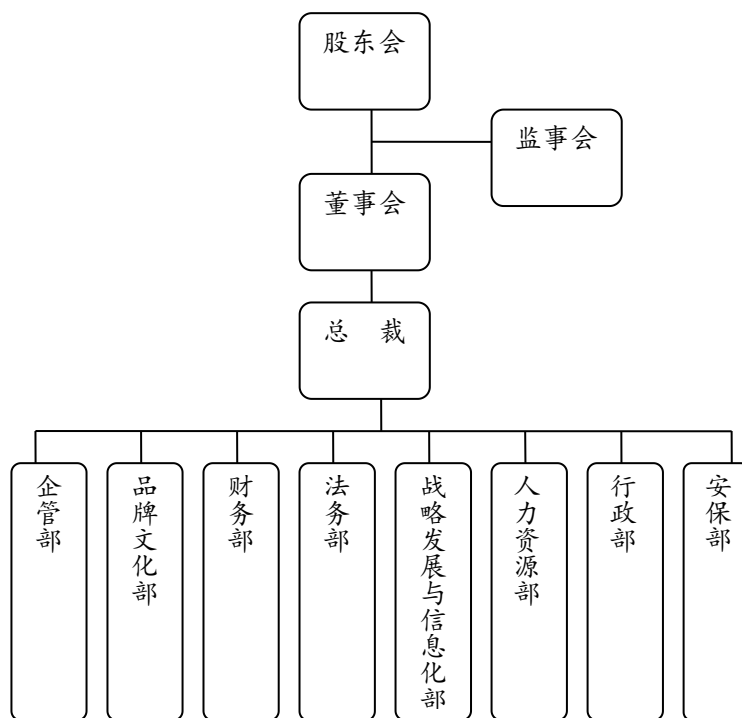 股东会
监事会
董事会
总 裁
企管部
品牌文化部
财务部
法务部
战略发展与信息化部
人力资源部
行政部
安保部